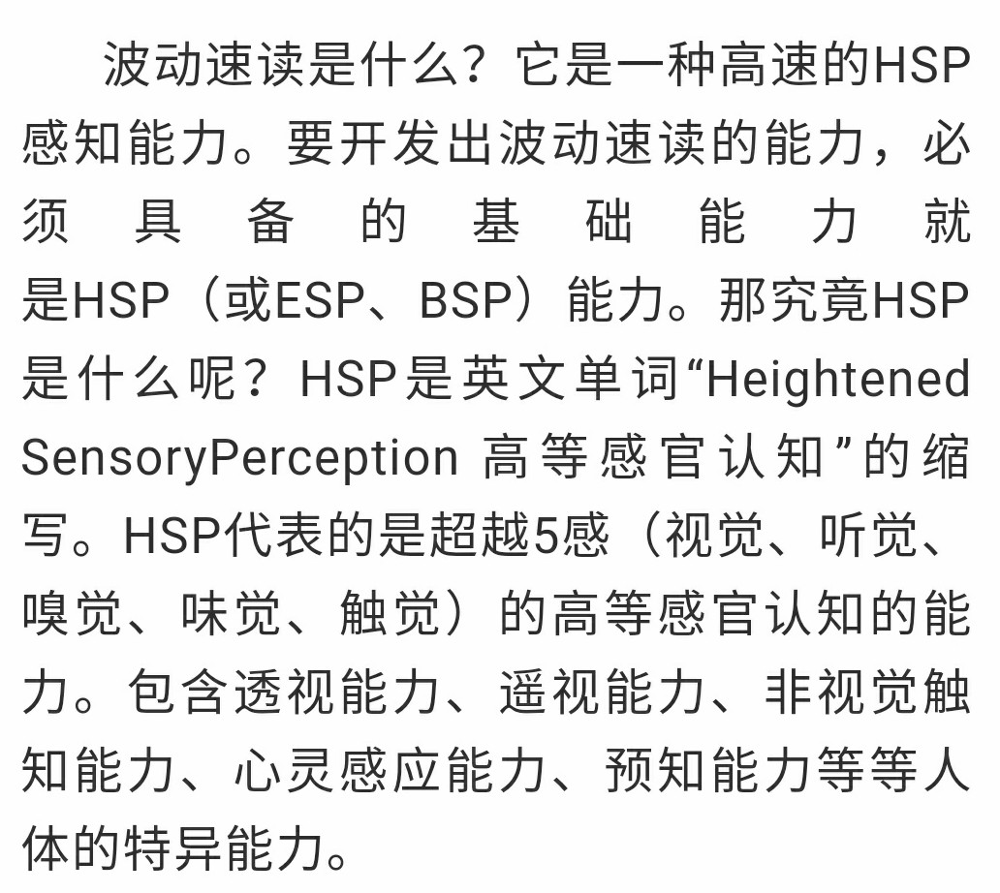 波动速读是什么？它是一种高速的HSP
感知能力。要开发出波动速读的能力，必
须具备的基础能力就
是HSP（或ESP、BSP）能力。那究竟HSP
是什么呢？HSP是英文单词“Heightened
SensoryPerception 高等感官认知”的缩
写。HSP代表的是超越5感（视觉、听觉、
嗅觉、味觉、触觉）的高等感官认知的能
力。包含透视能力、遥视能力、非视觉触
知能力、心灵感应能力、预知能力等等人
体的特异能力。